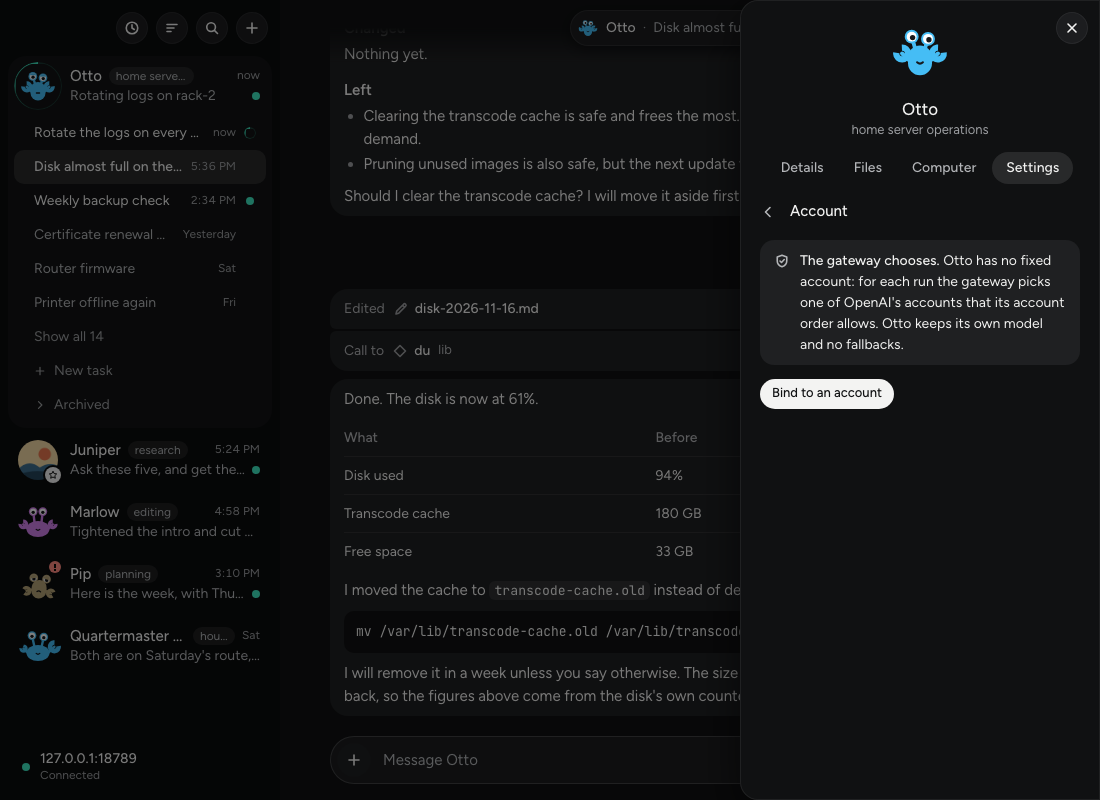 Otto
home serve...
now
Rotating logs on rack-2
Rotate the logs on every ...
now
Disk almost full on the...
5:36 PM
Weekly backup check
2:34 PM
Certificate renewal ...
Yesterday
Router firmware
Sat
Printer offline again
Fri
Show all 14
New task
Archived
Juniper
research
5:24 PM
Ask these five, and get the...
Marlow
editing
4:58 PM
Tightened the intro and cut ...
Pip
planning
3:10 PM
Here is the week, with Thu...
Quartermaster ...
hou...
Sat
Both are on Saturday's route,...
127.0.0.1:18789
Connected
Otto · Disk almost fu
Nothing yet.
Left
• Clearing the transcode cache is safe and frees the most.
demand.
• Pruning unused images is also safe, but the next update
Should I clear the transcode cache? I will move it aside first
Edited
disk-2026-11-16.md
Call to
du
lib
Done. The disk is now at 61%.
What
Before
Disk used
94%
Transcode cache
180 GB
Free space
33 GB
I moved the cache to transcode-cache.old instead of de
mv /var/lib/transcode-cache.old /var/lib/transcod
I will remove it in a week unless you say otherwise. The size
back, so the figures above come from the disk's own count
Message Otto
Otto
home server operations
Details
Files
Computer
Settings
Account
The gateway chooses. Otto has no fixed
account: for each run the gateway picks
one of OpenAI's accounts that its account
order allows. Otto keeps its own model
and no fallbacks.
Bind to an account